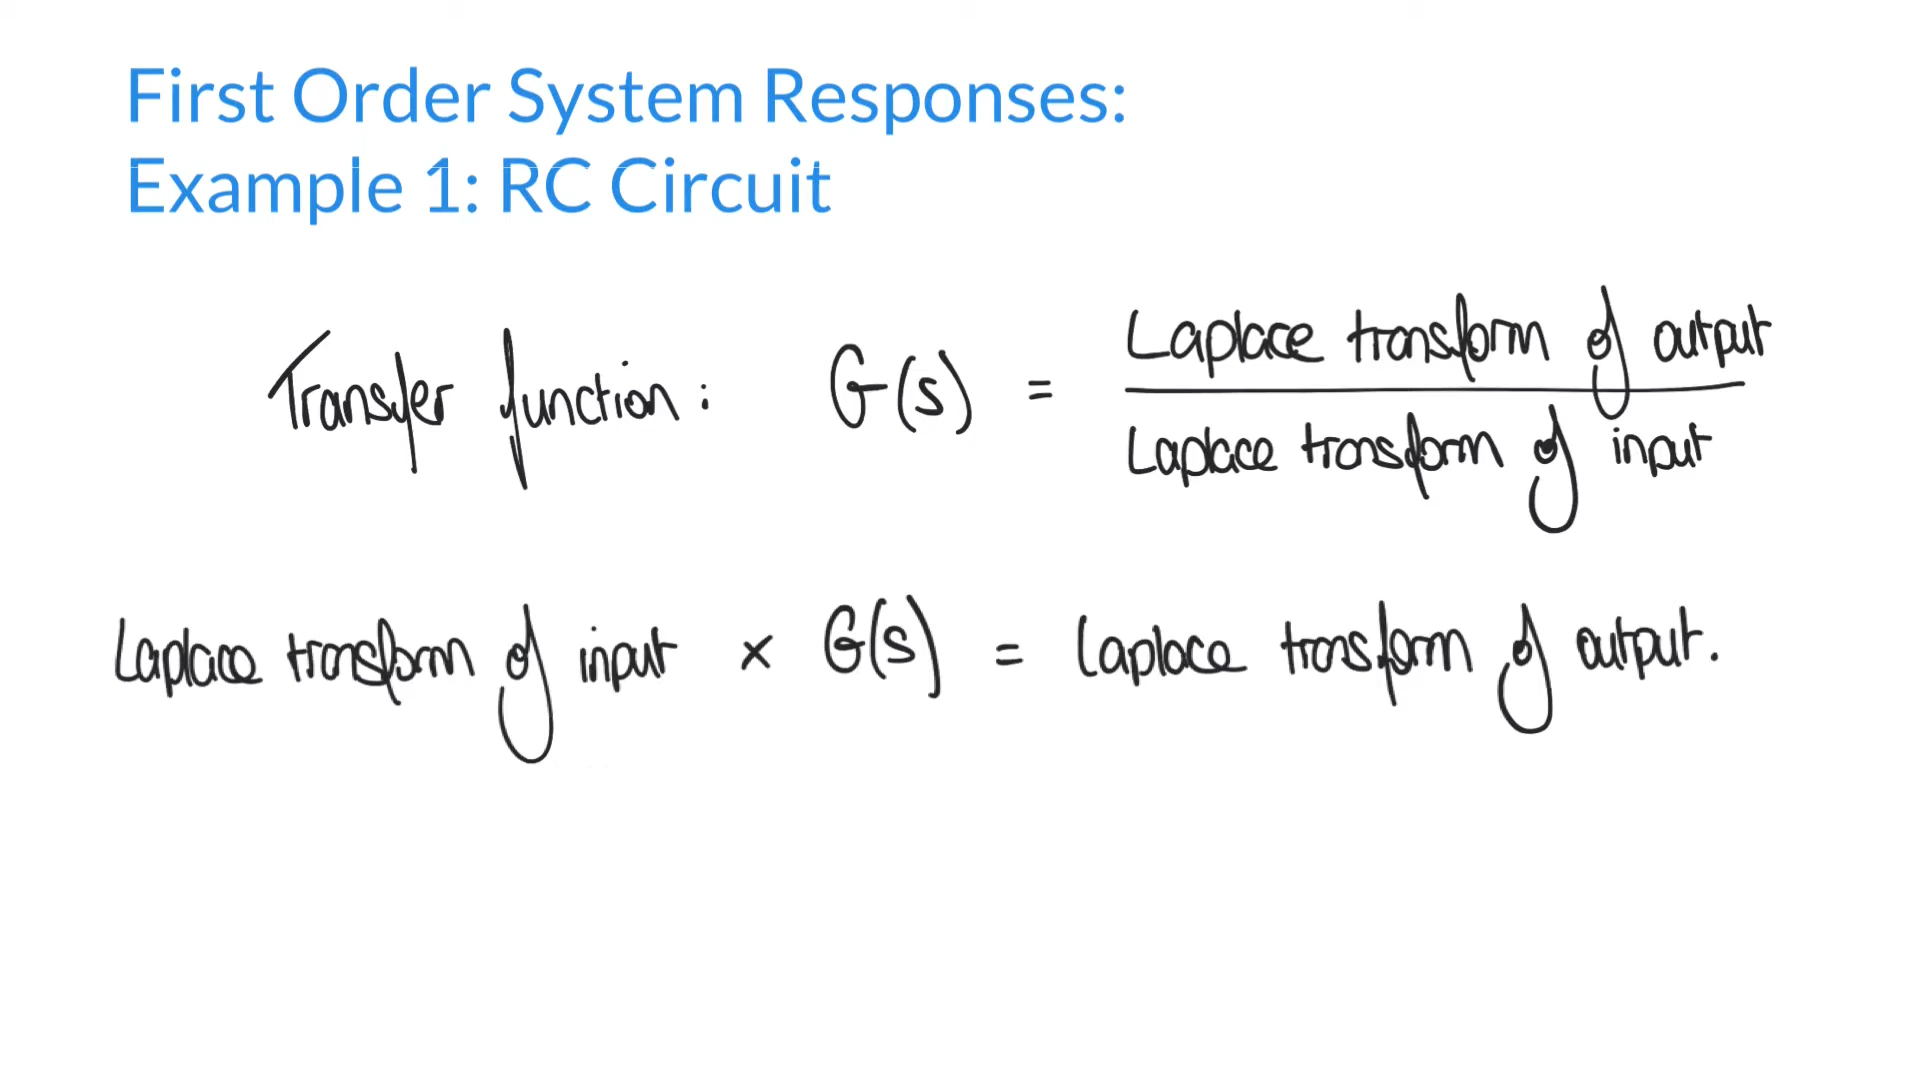 First Order System Responses:
Example 1: RC Circuit
Transfer function: G(s) = Laplace transform of output
Laplace transform of input
Laplace transform of input × G(s) = Laplace transform of output.